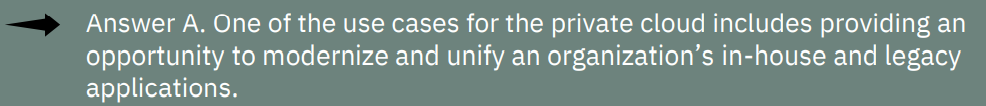 Answer A. One of the use cases for the private cloud includes providing an
opportunity to modernize and unify an organization’s in-house and legacy
applications.